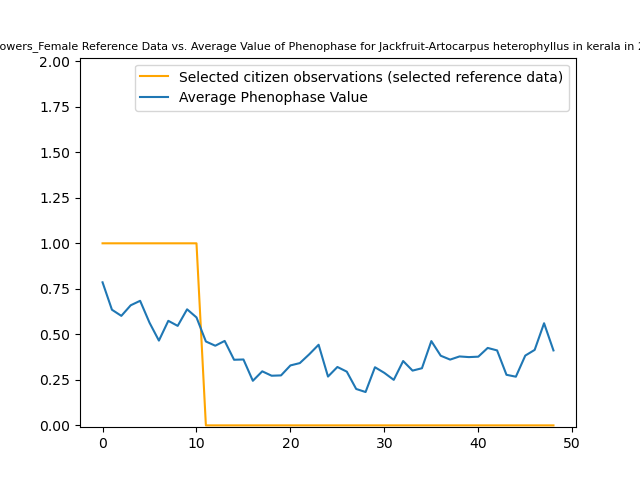 owers_Female Reference Data vs. Average Value of Phenophase for Jackfruit-Artocarpus heterophyllus in kerala in
Selected citizen observations (selected reference data)
Average Phenophase Value
2.00
1.75
1.50
1.25
1.00
0.75
0.50
0.25
0.00
0 10 20 30 40 50